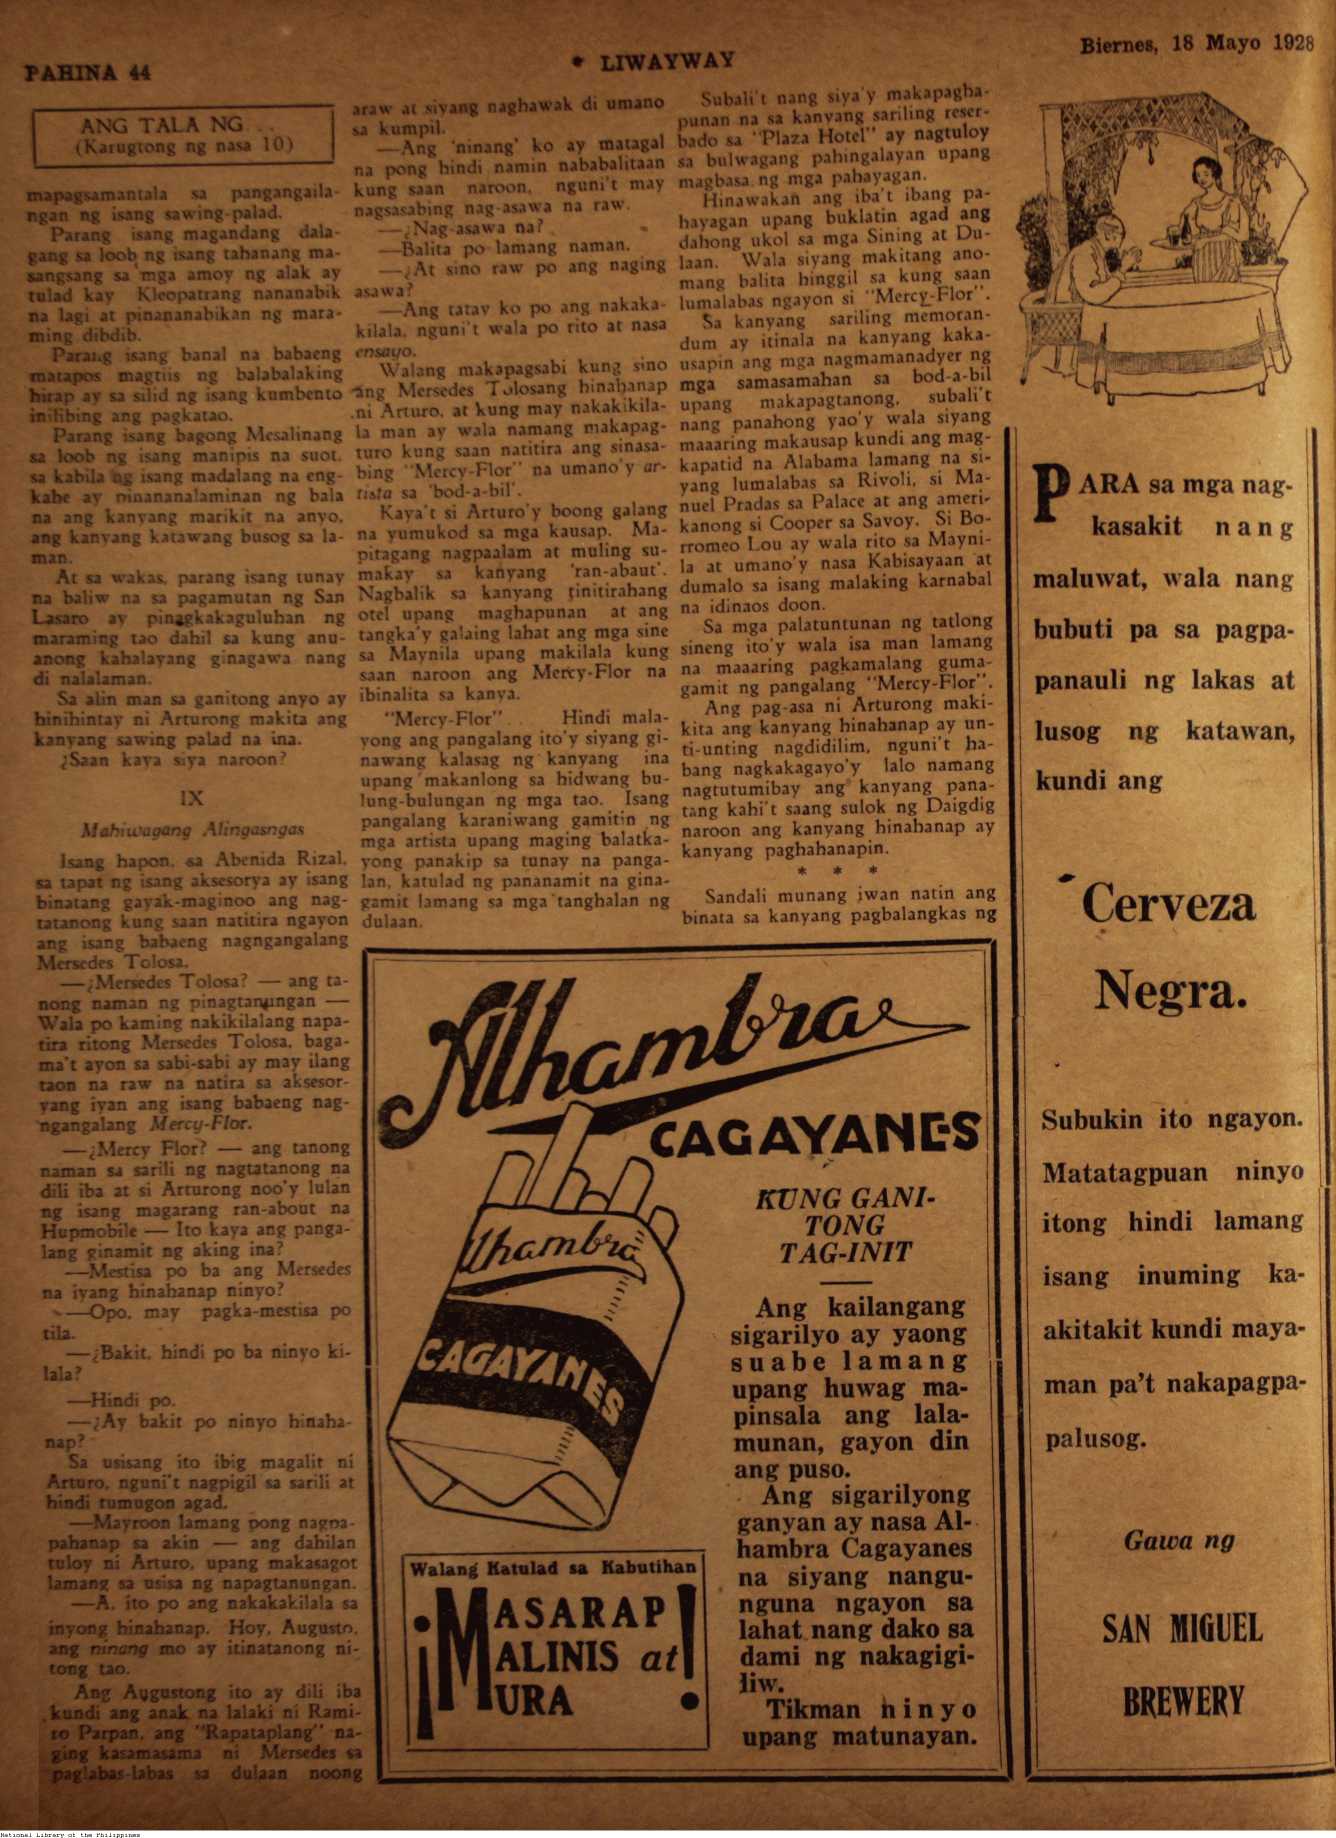 PAHINA 44
* LIWAYWAY
Biernes, 18 Mayo 1928
ANG TALA NG . . .
(Karugtong ng nasa 10)
mapagsamantala sa pangangaila-
ngan ng isang sawing-palad.
Parang isang magandang dala-
gang sa loob ng isang tahanang ma-
sangsang sa mga amoy ng alak ay
tulad kay Kleopatrang nananabik
na lagi at pinananabikan ng mara-
ming dibdib.
Parang isang banal na babaeng
matapos magtiis ng balabalaking
hirap ay sa silid ng isang kumbento
inilibing ang pagkatao.
Parang isang bagong Mesalinang
sa loob ng isang manipis na suot,
sa kabila ng isang madalang na eng-
kahe ay pinananalaminan ng bala
na ang kanyang marikit na anyo,
ang kanyang katawang busog sa la-
man.
At sa wakas, parang isang tunay
na baliw na sa pagamutan ng San
Lasaro ay pinagkakaguluhan ng
maraming tao dahil sa kung anu-
anong kahalayang ginagawa nang
di nalalaman.
Sa alin man sa ganitong anyo ay
hinihintay ni Arturong makita ang
kanyang sawing palad na ina.
¿Saan kaya siya naroon?
IX
Mahiwagang Alingasngas
Isang hapon, sa Abenida Rizal,
sa tapat ng isang aksesorya ay isang
binatang gayak-maginoo ang nag-
tatanong kung saan natitira ngayon
ang isang babaeng nagngangalang
Mersedes Tolosa.
—¿Mersedes Tolosa? — ang ta-
nong naman ng pinagtanungan —
Wala po kaming nakikilalang napa-
tira ritong Mersedes Tolosa, baga-
ma't ayon sa sabi-sabi ay may ilang
taon na raw na natira sa aksesor-
yang iyan ang isang babaeng nag-
ngangalang Mercy-Flor.
—¿Mercy Flor? — ang tanong
naman sa sarili ng nagtatanong na
dili iba at si Arturong noo'y lulan
ng isang magarang ran-about na
Hupmobile — Ito kaya ang panga-
lang ginamit ng aking ina?
—Mestisa po ba ang Mersedes
na iyang hinahanap ninyo?
—Opo, may pagka-mestisa po
tila.
—¿Bakit, hindi po ba ninyo ki-
lala?
—Hindi po.
—¿Ay bakit po ninyo hinaha-
nap?
Sa usisang ito ibig magalit ni
Arturo, nguni't nagpigil sa sarili at
hindi tumugon agad.
—Mayroon lamang pong nagpa-
pahanap sa akin — ang dahilan
tuloy ni Arturo, upang makasagot
lamang sa usisa ng napagtanungan.
—A, ito po ang nakakakilala sa
inyong hinahanap. Hoy, Augusto,
ang ninang mo ay itinatanong ni-
tong tao.
Ang Augustong ito ay dili iba
kundi ang anak na lalaki ni Rami-
ro Parpan, ang "Rapataplang" na-
ging kasamasama ni Mersedes sa
paglabas-labas sa dulaan noong
araw at siyang naghawak di umano
sa kumpil.
—Ang 'ninang' ko ay matagal
na pong hindi namin nababalitaan
kung saan naroon, nguni't may
nagsasabing nag-asawa na raw.
—¿Nag-asawa na?
—Balita po lamang naman.
—¿At sino raw po ang naging
asawa?
—Ang tatay ko po ang nakaka-
kilala, nguni't wala po rito at nasa
ensayo.
Walang makapagsabi kung sino
ang Mersedes Tolosang hinahanap
ni Arturo, at kung may nakakikila-
la man ay wala namang makapag-
turo kung saan natitira ang sinasa-
bing "Mercy-Flor" na umano'y ar-
tista sa 'bod-a-bil'.
Kaya't si Arturo'y boong galang
na yumukod sa mga kausap. Ma-
pitagang nagpaalam at muling su-
makay sa kanyang 'ran-abaut'.
Nagbalik sa kanyang tinitirahang
otel upang maghapunan at ang
tangka'y galaing lahat ang mga sine
sa Maynila upang makilala kung
saan naroon ang Mercy-Flor na
ibinalita sa kanya.
"Mercy-Flor" . . Hindi mala-
yong ang pangalang ito'y siyang gi-
nawang kalasag ng kanyang ina
upang makanlong sa hidwang bu-
lung-bulungan ng mga tao. Isang
pangalang karaniwang gamitin ng
mga artista upang maging balatka-
yong panakip sa tunay na panga-
lan, katulad ng pananamit na gina-
gamit lamang sa mga tanghalan ng
dulaan.
Subali't nang siya'y makapagha-
punan na sa kanyang sariling reser-
bado sa "Plaza Hotel" ay nagtuloy
sa bulwagang pahingalayan upang
magbasa ng mga pahayagan.
Hinawakan ang iba't ibang pa-
hayagan upang buklatin agad ang
dahong ukol sa mga Sining at Du-
laan. Wala siyang makitang ano-
mang balita hinggil sa kung saan
lumalabas ngayon si "Mercy-Flor".
Sa kanyang sariling memoran-
dum ay itinala na kanyang kaka-
usapin ang mga nagmamanadyer ng
mga samasamahan sa bod-a-bil
upang makapagtanong, subali't
nang panahong yao'y wala siyang
maaaring makausap kundi ang mag-
kapatid na Alabama lamang na si-
yang lumalabas sa Rivoli, si Ma-
nuel Pradas sa Palace at ang ameri-
kanong si Cooper sa Savoy. Si Bo-
rromeo Lou ay wala rito sa Mayni-
la at umano'y nasa Kabisayaan at
dumalo sa isang malaking karnabal
na idinaos doon.
Sa mga palatuntunan ng tatlong
sineng ito'y wala isa man lamang
na maaaring pagkamalang guma-
gamit ng pangalang "Mercy-Flor".
Ang pag-asa ni Arturong maki-
kita ang kanyang hinahanap ay un-
ti-unting nagdidilim, nguni't ha-
bang nagkakagayo'y lalo namang
nagtutumibay ang kanyang pana-
tang kahi't saang sulok ng Daigdig
naroon ang kanyang hinahanap ay
kanyang paghahanapin.
* * *
Sandali munang iwan natin ang
binata sa kanyang pagbalangkas ng
Alhambra
CAGAYANES
Alhambra
CAGAYANES
KUNG GANI-
TONG
TAG-INIT
Ang kailangang
sigarilyo ay yaong
suabe lamang
upang huwag ma-
pinsala ang lala-
munan, gayon din
ang puso.
Ang sigarilyong
ganyan ay nasa Al-
hambra Cagayanes
na siyang nangu-
nguna ngayon sa
lahat nang dako sa
dami ng nakagigi-
liw.
Tikman ninyo
upang matunayan.
Walang Katulad sa Kabutihan
¡MASARAP
MALINIS at!
MURA
PARA sa mga nag-
kasakit nang
maluwat, wala nang
bubuti pa sa pagpa-
panauli ng lakas at
lusog ng katawan,
kundi ang
Cerveza
Negra.
Subukin ito ngayon.
Matatagpuan ninyo
itong hindi lamang
isang inuming ka-
akitakit kundi maya-
man pa't nakapagpa-
palusog.
Gawa ng
SAN MIGUEL
BREWERY
National Library of the Philippines